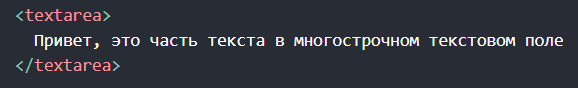 <textarea>
Привет, это часть текста в многострочном текстовом поле
</textarea>